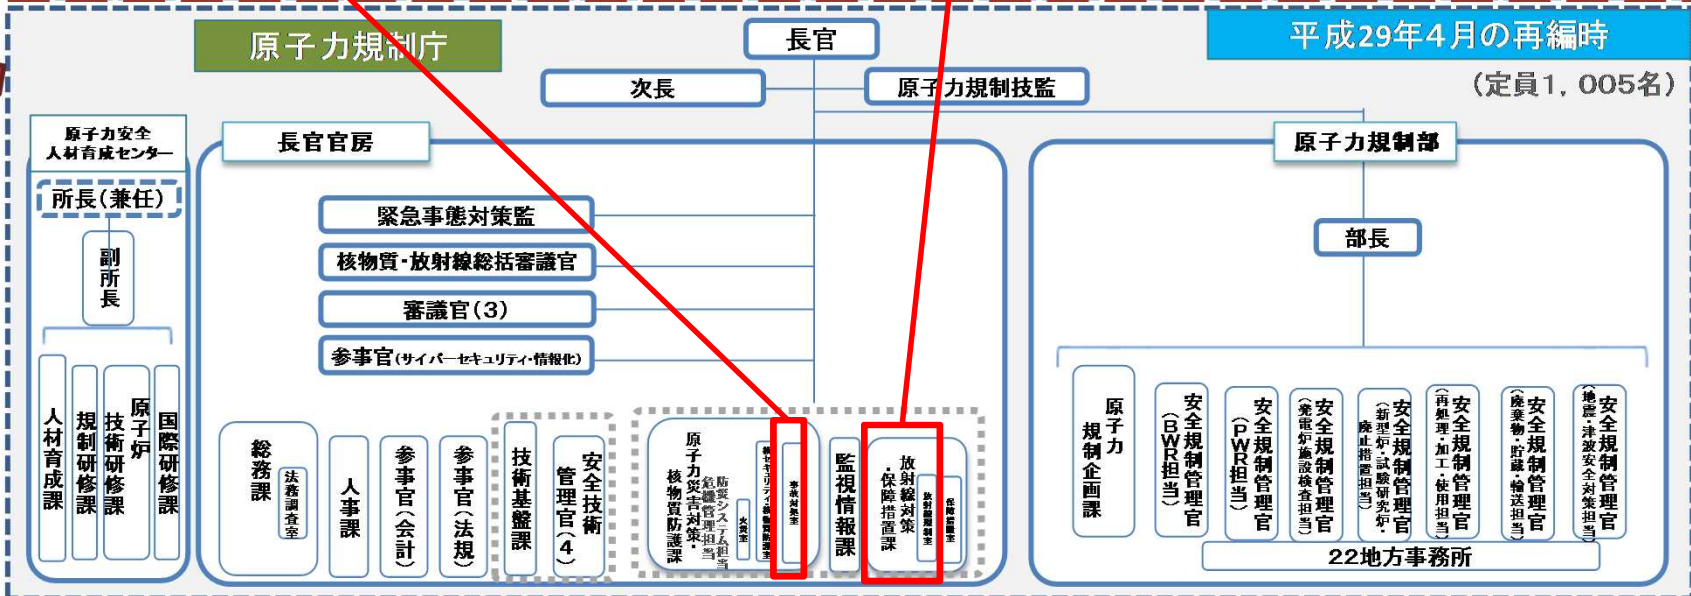 原子力規制庁
長官
平成29年4月の再編時
(定員1,005名)
次長
原子力規制技監
原子力安全
人材育成センター
所長(兼任)
副所長
人材育成課
規制研修課
原子炉
技術研修課
国際研修課
長官官房
緊急事態対策監
核物質・放射線総括審議官
審議官(3)
参事官(サイバーセキュリティ・情報化)
総務課
法務調査室
人事課
参事官(会計)
参事官(法規)
技術基盤課
安全技術
管理官(4)
原子力災害対策・
核物質防護課
防災システム担当
危機管理担当
火災室
核セキュリティ・核物質防護室
事故対処室
監視情報課
放射線対策
・保障措置課
放射線規制室
保障措置室
原子力規制部
部長
原子力
規制企画課
安全規制管理官
(BWR担当)
安全規制管理官
(PWR担当)
安全規制管理官
(発電炉施設検査担当)
安全規制管理官
(新型炉・試験研究炉・
廃止措置担当)
安全規制管理官
(再処理・加工・使用担当)
安全規制管理官
(廃棄物・貯蔵・輸送担当)
安全規制管理官
(地震・津波安全対策担当)
22地方事務所